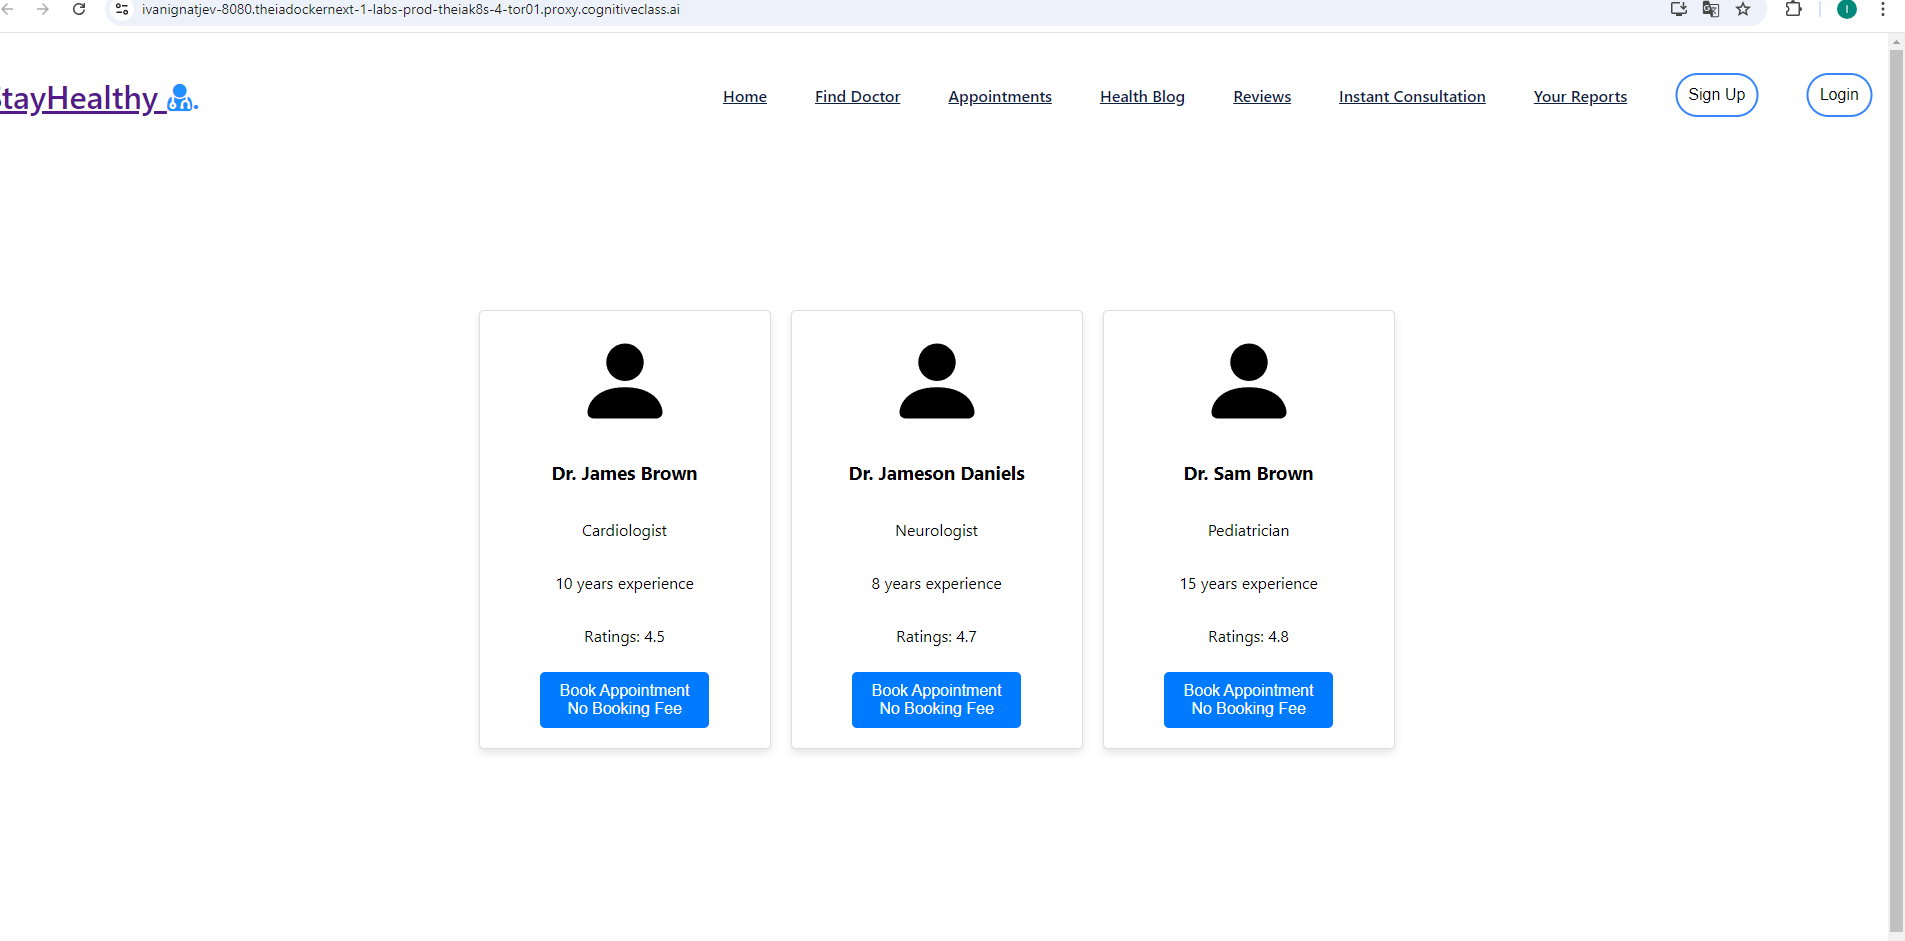 ivanignatjev-8080.theiadockernext-1-labs-prod-theiak8s-4-tor01.proxy.cognitiveclass.ai
I
StayHealthy .
Home Find Doctor Appointments Health Blog Reviews Instant Consultation Your Reports Sign Up Login
Dr. James Brown
Cardiologist
10 years experience
Ratings: 4.5
Book Appointment
No Booking Fee
Dr. Jameson Daniels
Neurologist
8 years experience
Ratings: 4.7
Book Appointment
No Booking Fee
Dr. Sam Brown
Pediatrician
15 years experience
Ratings: 4.8
Book Appointment
No Booking Fee